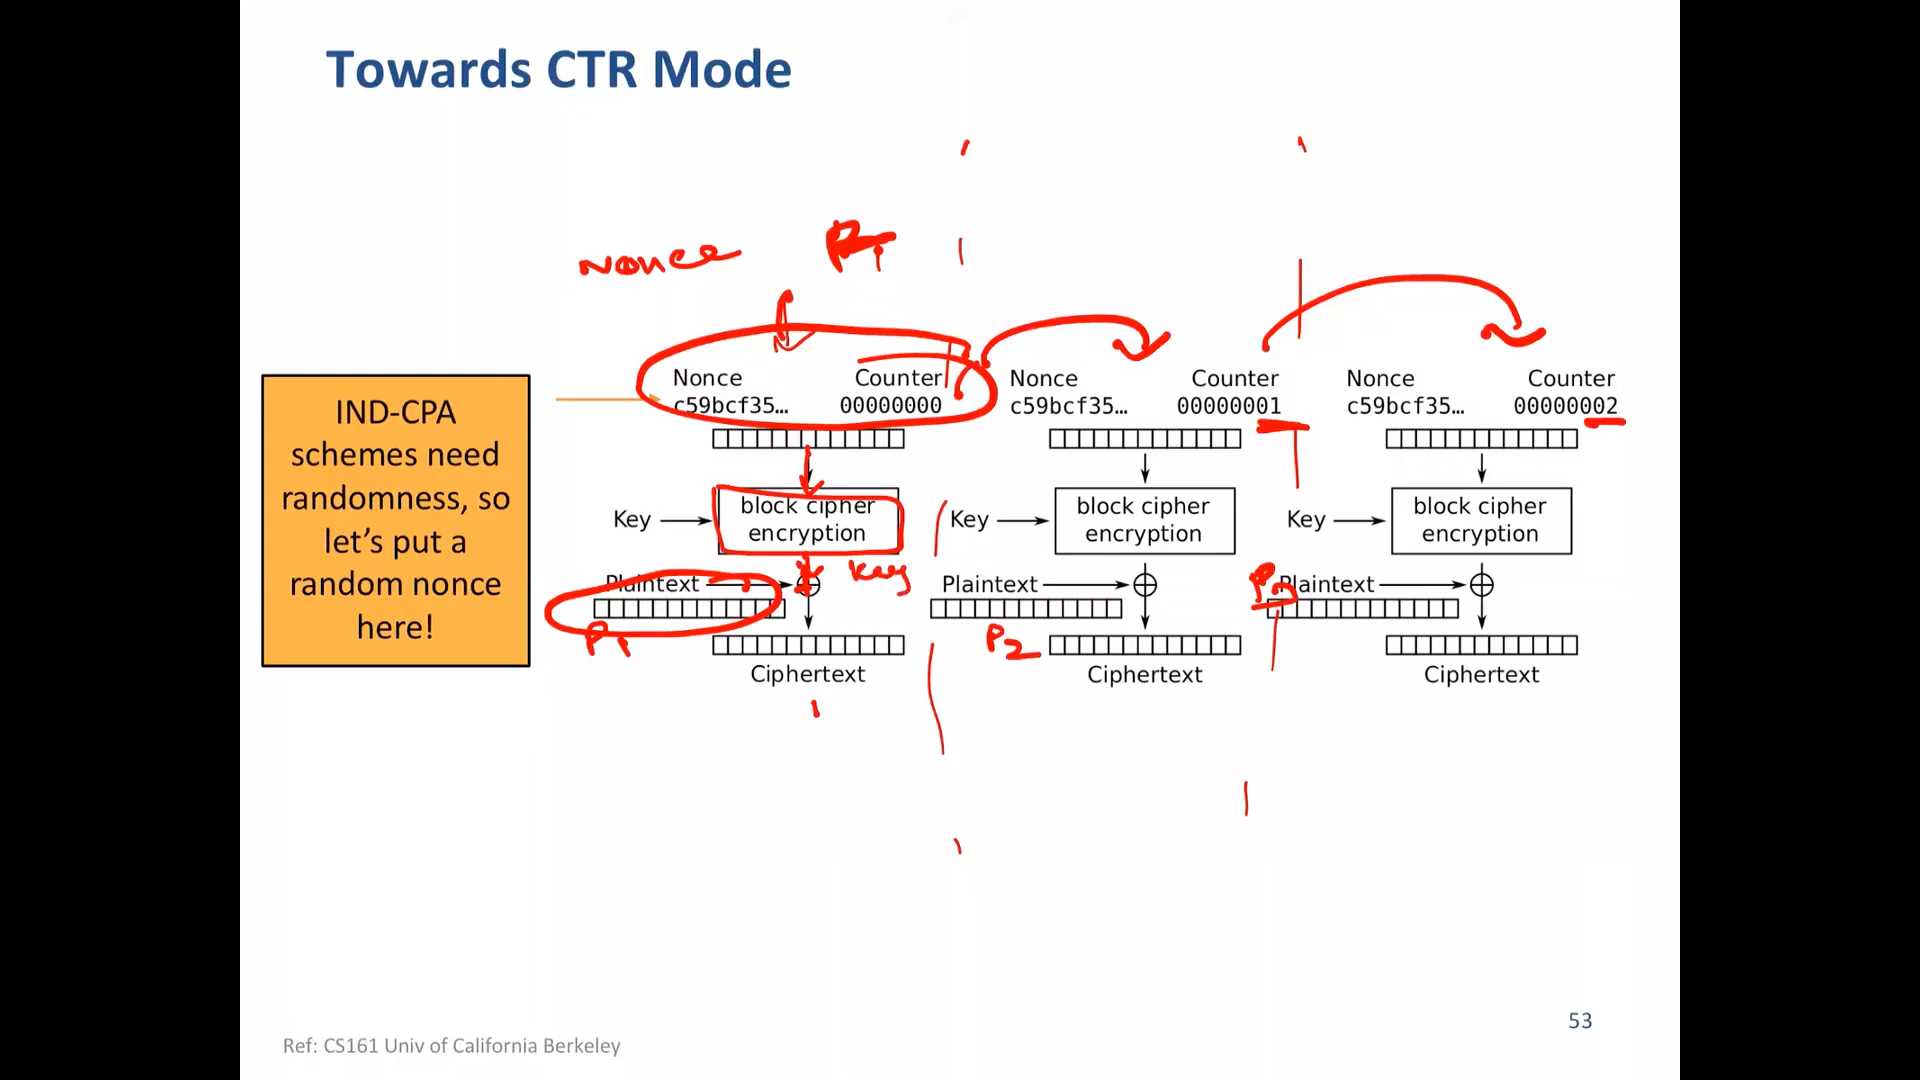 Towards CTR Mode
Nonce
IND-CPA
schemes need
randomness, so
let's put a
random nonce
here!
Nonce Counter Nonce Counter Nonce Counter
c59bcf35... 00000000 c59bcf35... 00000001 c59bcf35... 00000002
Key block cipher encryption Key block cipher encryption Key block cipher encryption
Key
Plaintext Plaintext Plaintext
P1 P2 Pn
Ciphertext Ciphertext Ciphertext
53
Ref: CS161 Univ of California Berkeley